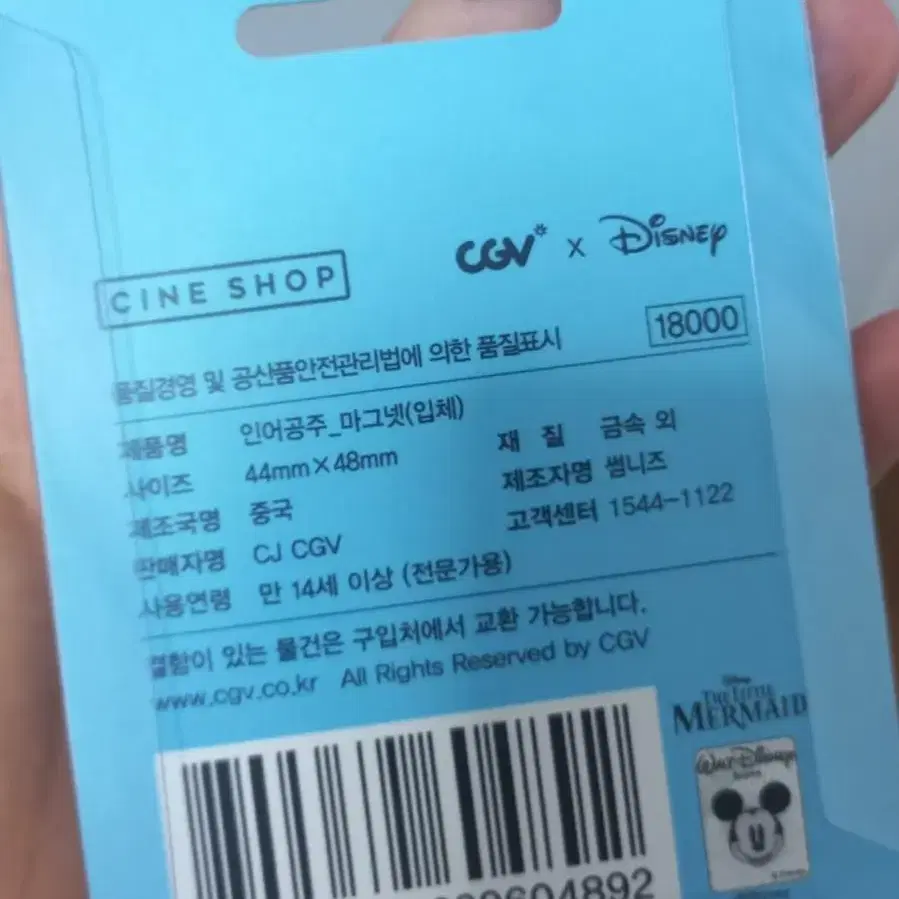 CGV* x Disney
CINE SHOP
18000
품질경영 및 공산품안전관리법에 의한 품질표시
제품명 인어공주_마그넷(입체)
재 질 금속 외
사이즈 44mm×48mm
제조자명 썸니즈
제조국명 중국
고객센터 1544-1122
판매자명 CJ CGV
사용연령 만 14세 이상 (전문가용)
결함이 있는 물건은 구입처에서 교환 가능합니다.
www.cgv.co.kr All Rights Reserved by CGV
Disney
THE LITTLE
MERMAID
WALT DISNEY
604892